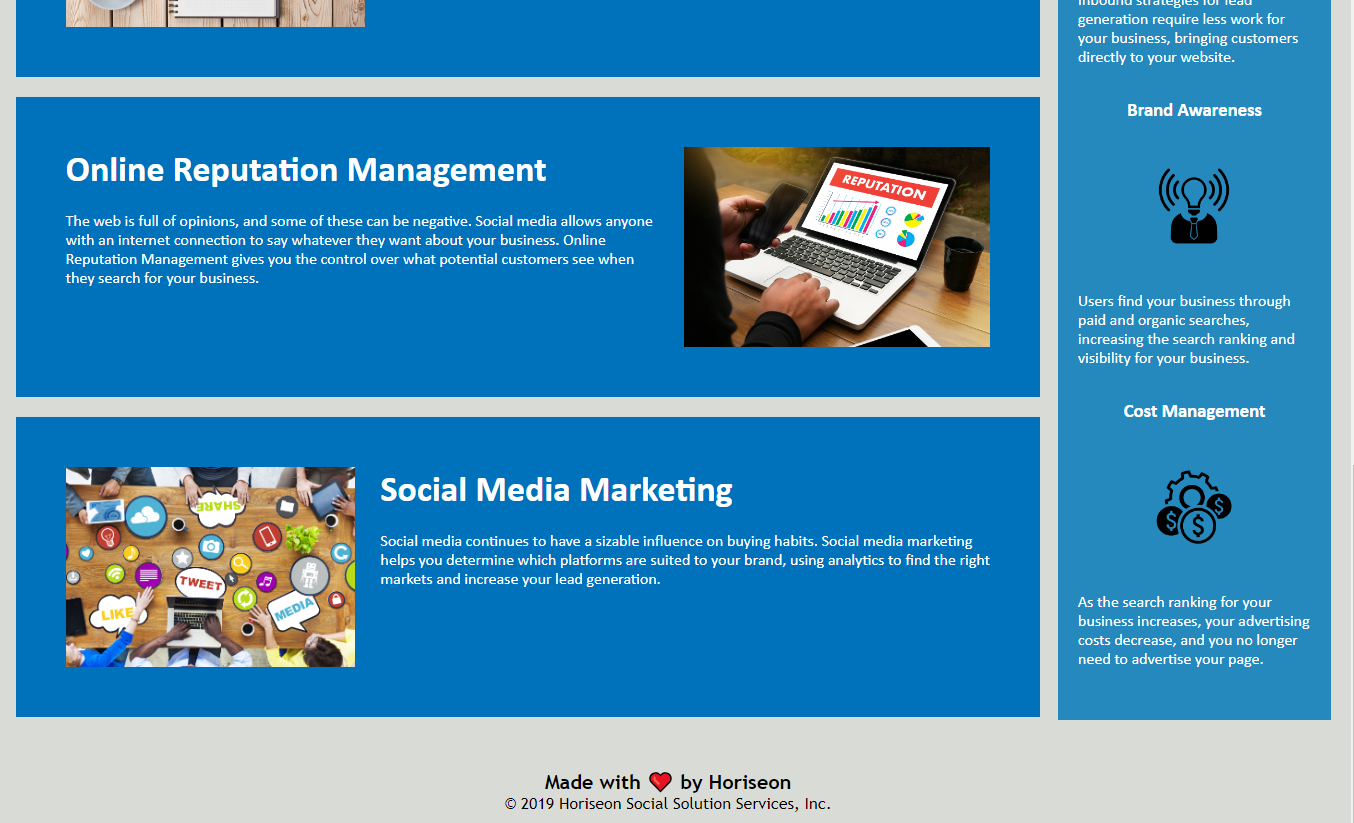 Online Reputation Management
The web is full of opinions, and some of these can be negative. Social media allows anyone
with an internet connection to say whatever they want about your business. Online
Reputation Management gives you the control over what potential customers see when
they search for your business.
REPUTATION
SHARE
TWEET
LIKE
MEDIA
Social Media Marketing
Social media continues to have a sizable influence on buying habits. Social media marketing
helps you determine which platforms are suited to your brand, using analytics to find the right
markets and increase your lead generation.
Inbound strategies for lead
generation require less work for
your business, bringing customers
directly to your website.
Brand Awareness
Users find your business through
paid and organic searches,
increasing the search ranking and
visibility for your business.
Cost Management
$
$
$
As the search ranking for your
business increases, your advertising
costs decrease, and you no longer
need to advertise your page.
Made with ❤️ by Horiseon
© 2019 Horiseon Social Solution Services, Inc.